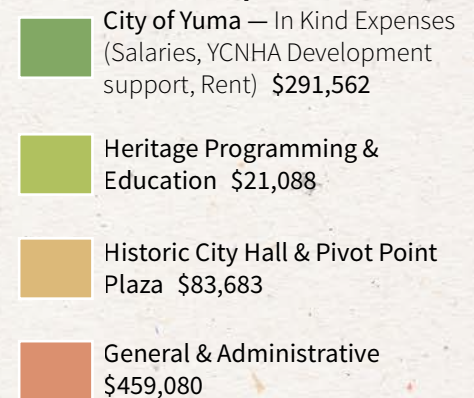 City of Yuma — In Kind Expenses
(Salaries, YCNHA Development
support, Rent) $291,562
Heritage Programming &
Education $21,088
Historic City Hall & Pivot Point
Plaza $83,683
General & Administrative
$459,080